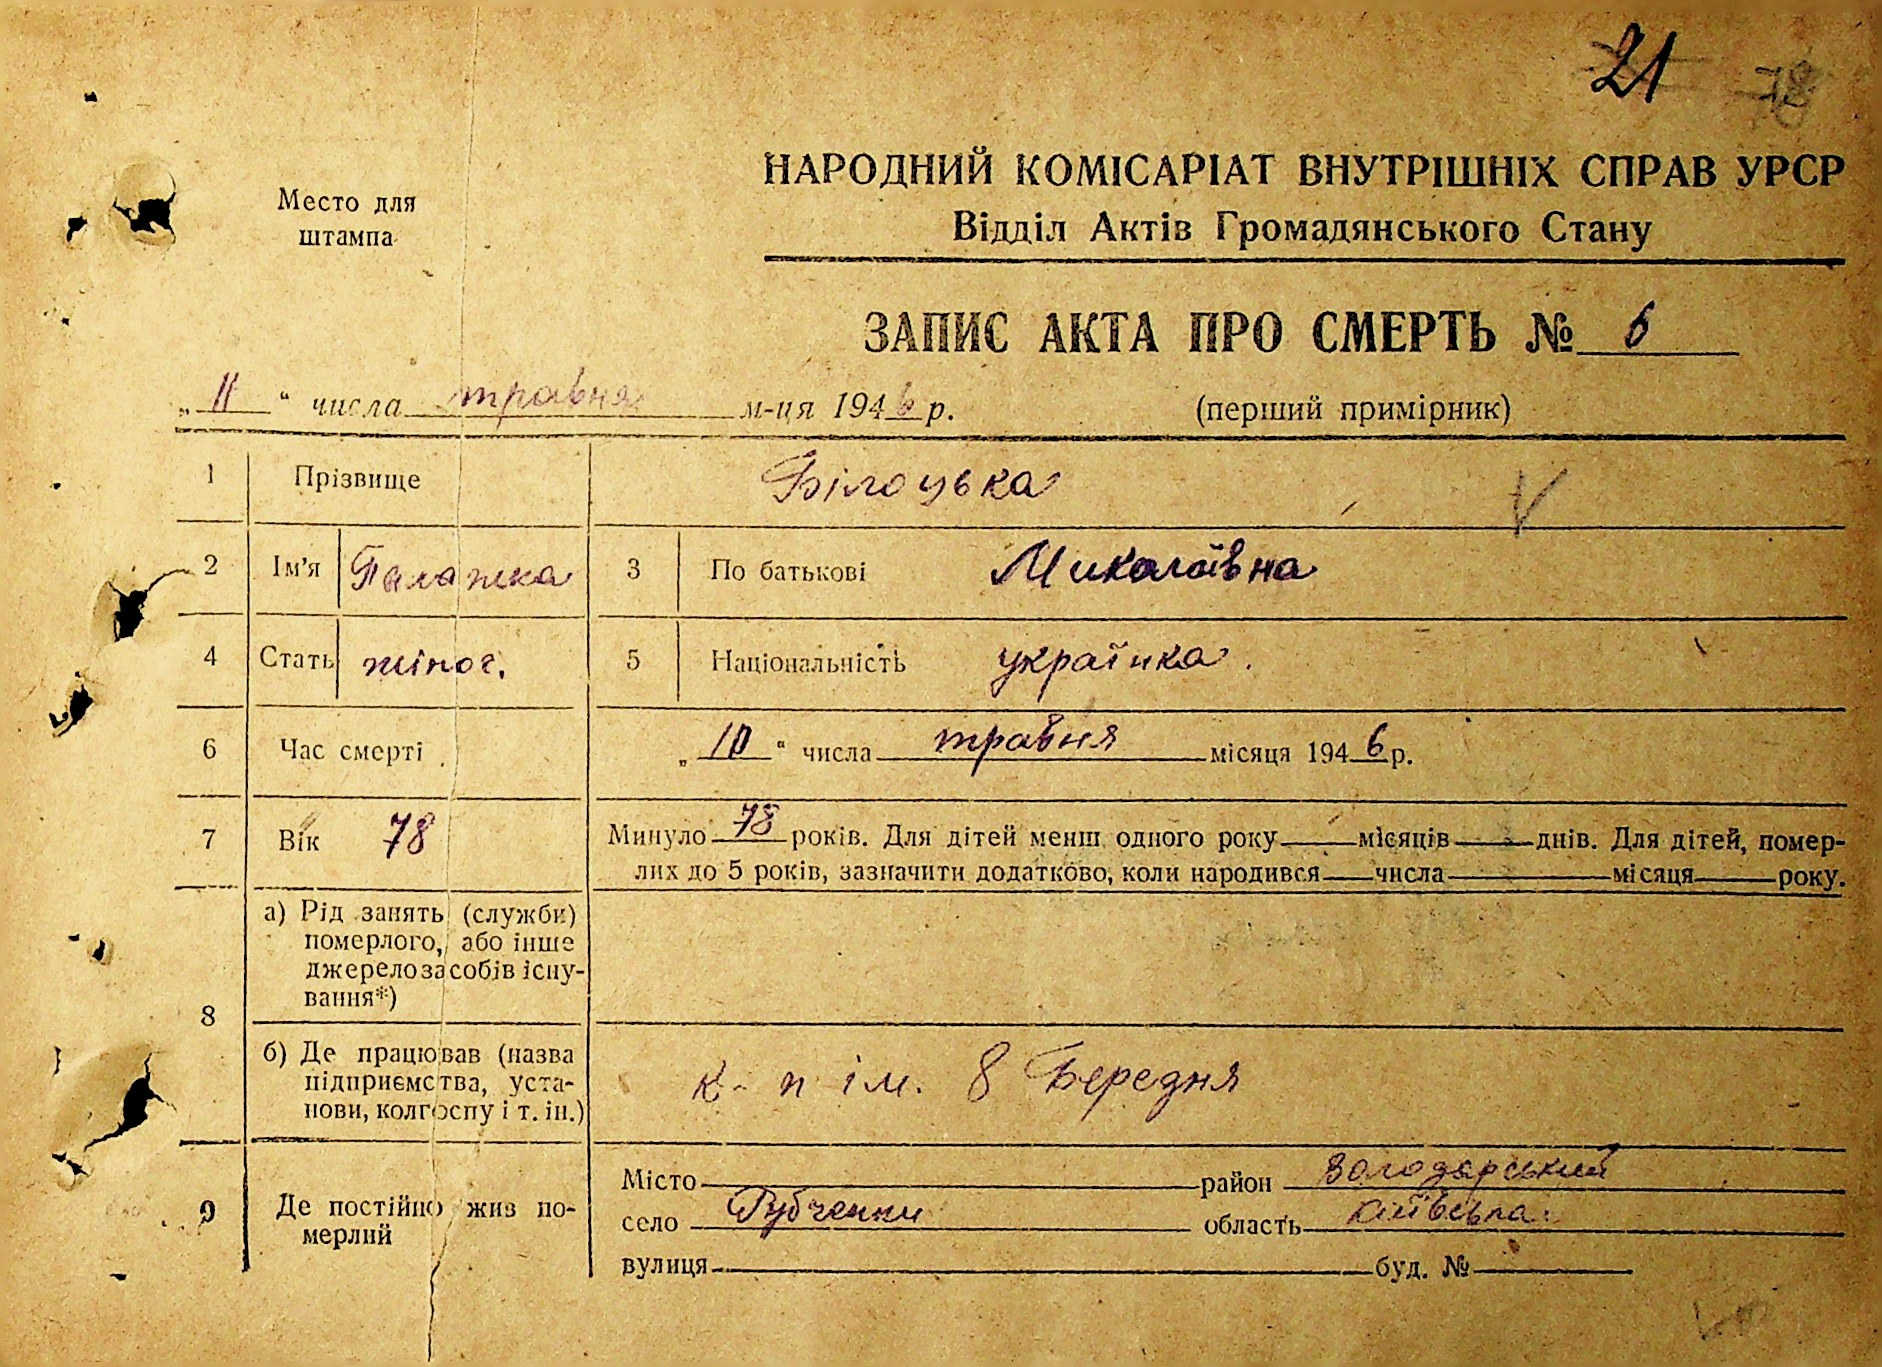 21 78
Место для
штампа
НАРОДНИЙ КОМІСАРІАТ ВНУТРІШНІХ СПРАВ УРСР
Відділ Актів Громадянського Стану
ЗАПИС АКТА ПРО СМЕРТЬ № 6
„11“ числа травня м-ця 1946 р. (перший примірник)
1 Прізвище Білоцька
2 Ім'я Палажка 3 По батькові Миколаївна
4 Стать жіноч. 5 Національність українка.
6 Час смерті „10“ числа травня місяця 1946 р.
7 Вік 78 Минуло 78 років. Для дітей менш одного року місяців днів. Для дітей, помер-
лих до 5 років, зазначити додатково, коли народився числа місяця року.
8 а) Рід занять (служби)
померлого, або інше
джерело засобів існу-
вання*)
б) Де працював (назва
підприємства, уста-
нови, колгоспу і т. ін.)
к-п ім. 8 Березня
9 Де постійно жив по-
мерлий
Місто район Володарський
село Рубченки область Київська.
вулиця буд. №